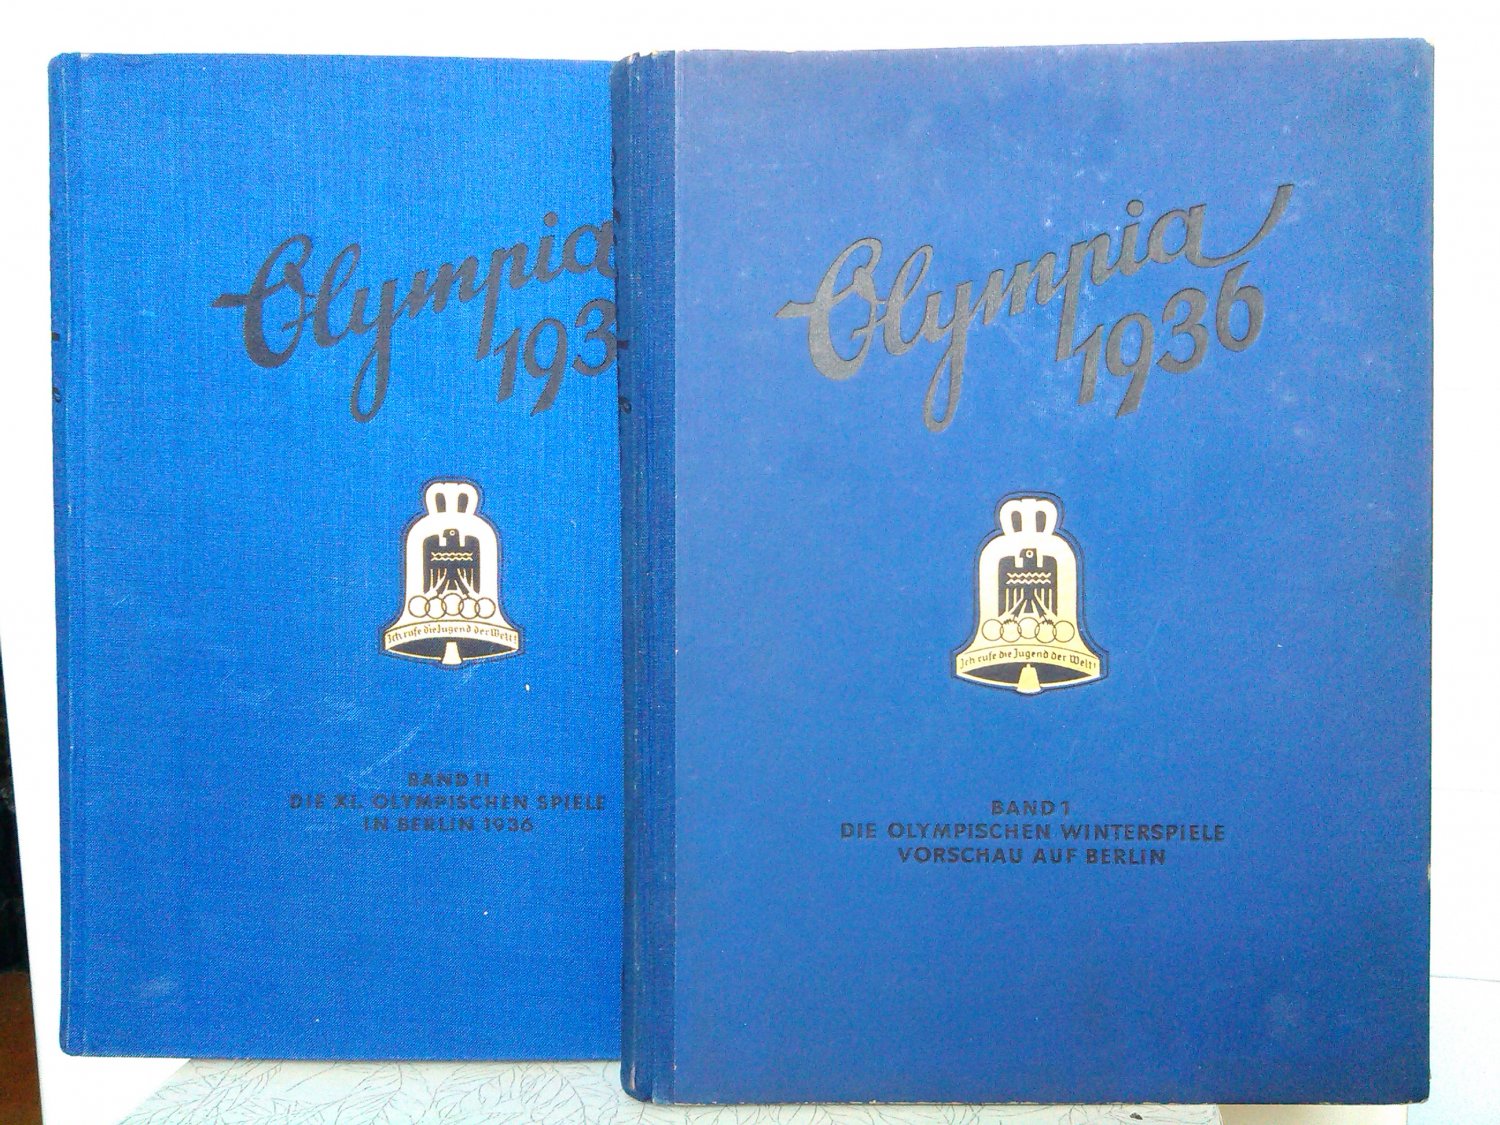 Olympia
193
Ich rufe die Jugend der Welt!
BAND II
DIE XI. OLYMPISCHEN SPIELE
IN BERLIN 1936
Olympia
1936
Ich rufe die Jugend der Welt!
BAND 1
DIE OLYMPISCHEN WINTERSPIELE
VORSCHAU AUF BERLIN